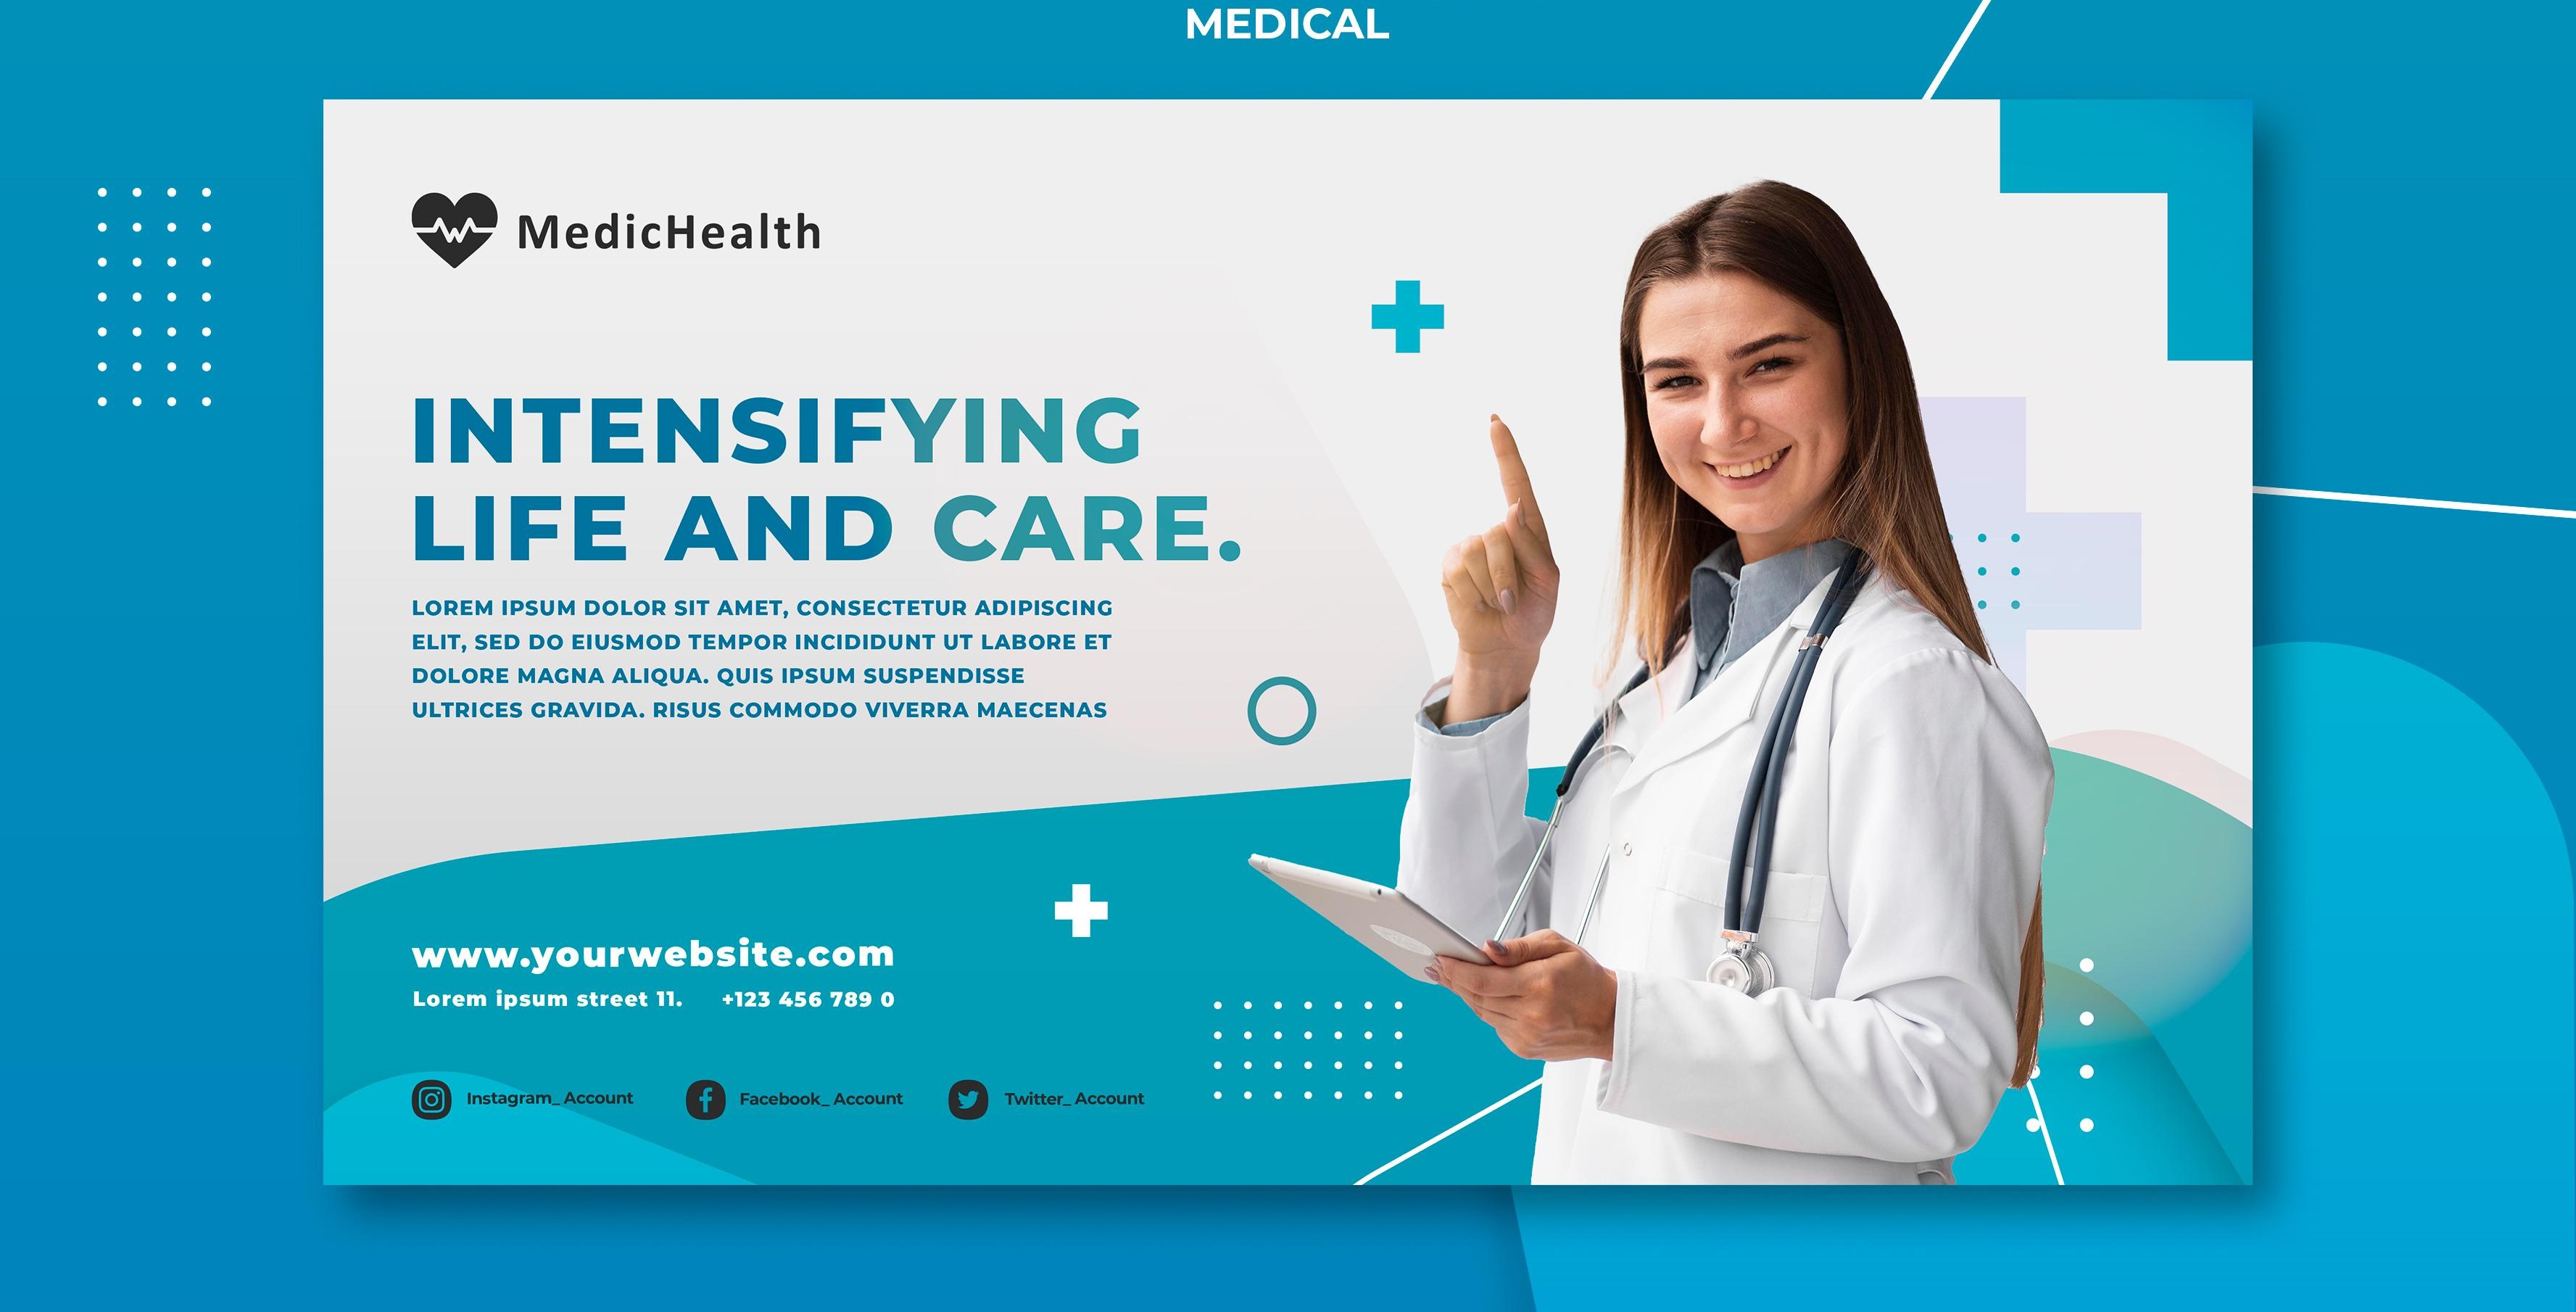 MEDICAL
MedicHealth
INTENSIFYING
LIFE AND CARE.
LOREM IPSUM DOLOR SIT AMET, CONSECTETUR ADIPISCING
ELIT, SED DO EIUSMOD TEMPOR INCIDIDUNT UT LABORE ET
DOLORE MAGNA ALIQUA. QUIS IPSUM SUSPENDISSE
ULTRICES GRAVIDA. RISUS COMMODO VIVERRA MAECENAS
www.yourwebsite.com
Lorem ipsum street 11. +123 456 789 0
Instagram_Account Facebook_Account Twitter_Account